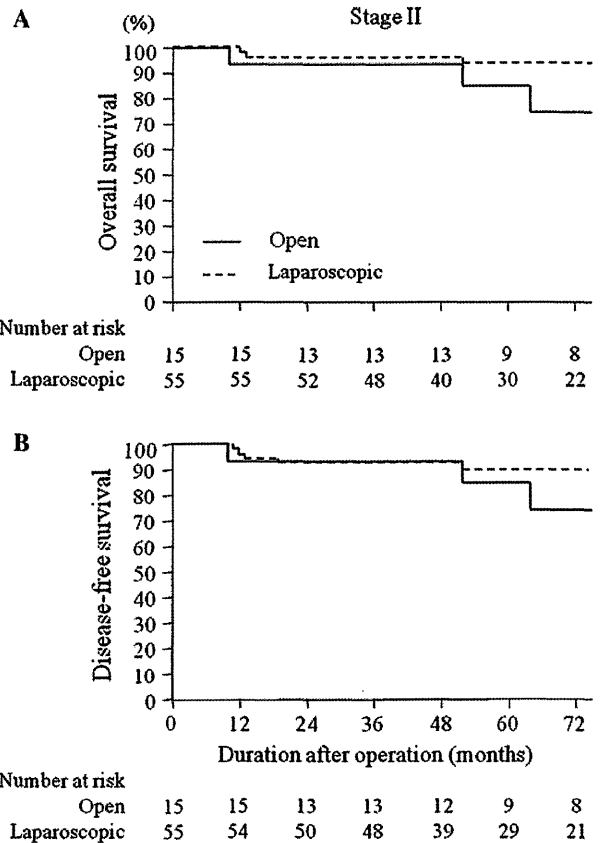 A
(%)
Stage II
100
90
80
70
60
50
40
30
20
10
0
Overall survival
Open
Laparoscopic
Number at risk
Open 15 15 13 13 13 9 8
Laparoscopic 55 55 52 48 40 30 22
B
100
90
80
70
60
50
40
30
20
10
0
Disease-free survival
0 12 24 36 48 60 72
Duration after operation (months)
Number at risk
Open 15 15 13 13 12 9 8
Laparoscopic 55 54 50 48 39 29 21